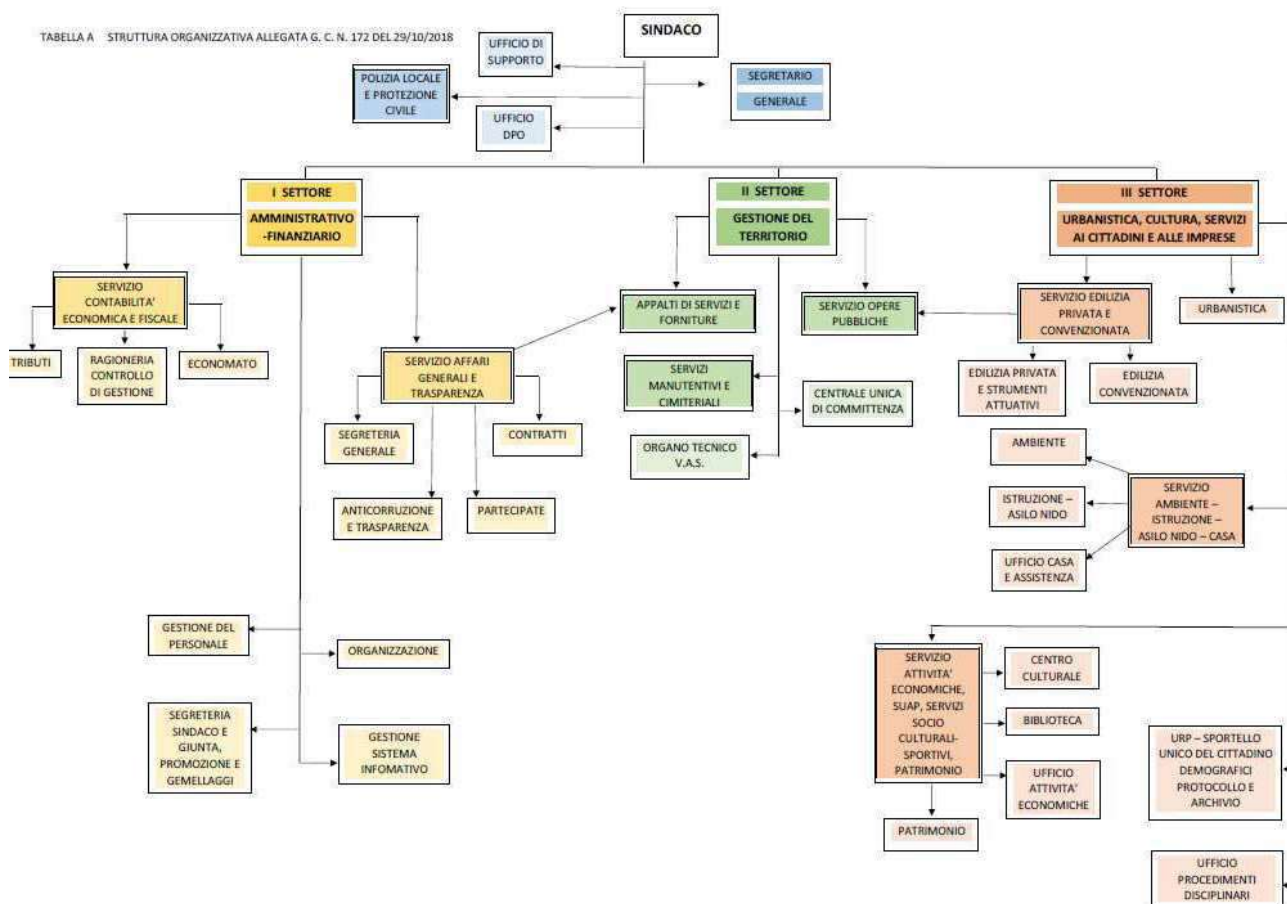 TABELLA A STRUTTURA ORGANIZZATIVA ALLEGATA G. C. N. 172 DEL 29/10/2018
SINDACO
UFFICIO DI
SUPPORTO
POLIZIA LOCALE
E PROTEZIONE
CIVILE
SEGRETARIO
GENERALE
UFFICIO
DPO
I SETTORE
AMMINISTRATIVO
-FINANZIARIO
II SETTORE
GESTIONE DEL
TERRITORIO
III SETTORE
URBANISTICA, CULTURA, SERVIZI
AI CITTADINI E ALLE IMPRESE
SERVIZIO
CONTABILITA'
ECONOMICA E FISCALE
TRIBUTI
RAGIONERIA
CONTROLLO
DI GESTIONE
ECONOMATO
SERVIZIO AFFARI
GENERALI E
TRASPARENZA
SEGRETERIA
GENERALE
CONTRATTI
ANTICORRUZIONE
E TRASPARENZA
PARTECIPATE
APPALTI DI SERVIZI E
FORNITURE
SERVIZIO OPERE
PUBBLICHE
SERVIZI
MANUTENTIVI E
CIMITERIALI
CENTRALE UNICA
DI COMMITTENZA
ORGANO TECNICO
V.A.S.
SERVIZIO EDILIZIA
PRIVATA E
CONVENZIONATA
URBANISTICA
EDILIZIA PRIVATA
E STRUMENTI
ATTUATIVI
EDILIZIA
CONVENZIONATA
AMBIENTE
ISTRUZIONE –
ASILO NIDO
UFFICIO CASA
E ASSISTENZA
SERVIZIO
AMBIENTE –
ISTRUZIONE –
ASILO NIDO – CASA
GESTIONE DEL
PERSONALE
ORGANIZZAZIONE
SEGRETERIA
SINDACO E
GIUNTA,
PROMOZIONE E
GEMELLAGGI
GESTIONE
SISTEMA
INFOMATIVO
SERVIZIO
ATTIVITA'
ECONOMICHE,
SUAP, SERVIZI
SOCIO
CULTURALI-
SPORTIVI,
PATRIMONIO
CENTRO
CULTURALE
BIBLIOTECA
UFFICIO
ATTIVITA'
ECONOMICHE
PATRIMONIO
URP – SPORTELLO
UNICO DEL CITTADINO
DEMOGRAFICI
PROTOCOLLO E
ARCHIVIO
UFFICIO
PROCEDIMENTI
DISCIPLINARI